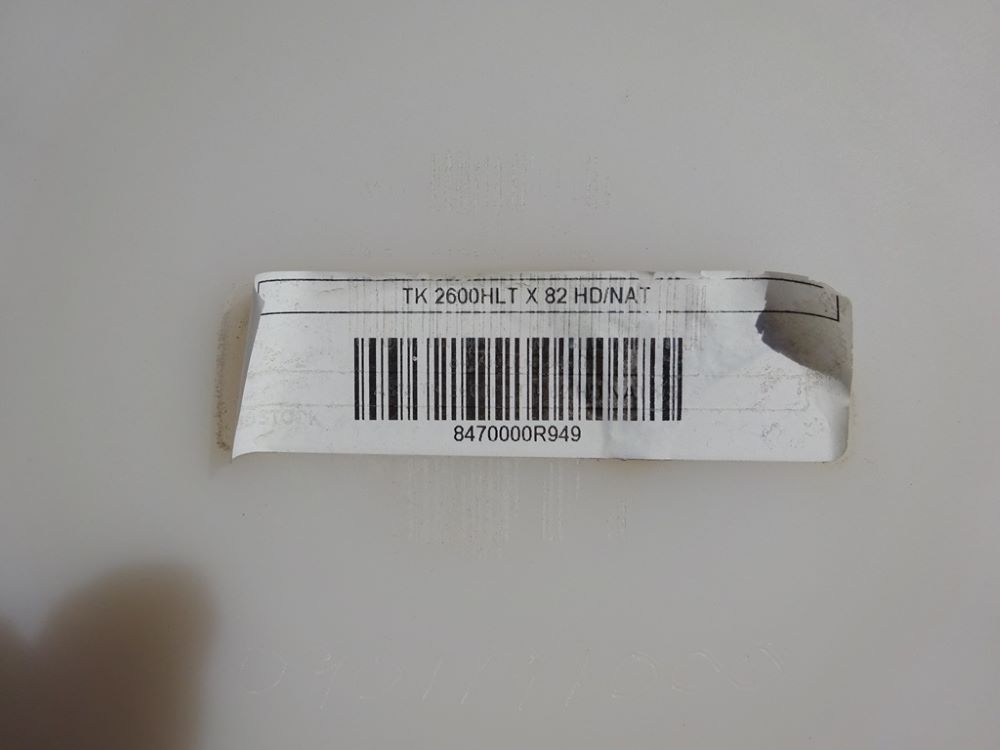 TK 2600HLT X 82 HD/NAT
8470000R949